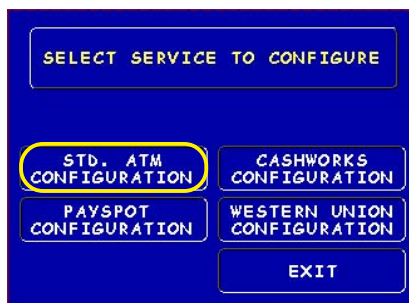 SELECT SERVICE TO CONFIGURE
STD. ATM
CONFIGURATION
CASHWORKS
CONFIGURATION
PAYSPOT
CONFIGURATION
WESTERN UNION
CONFIGURATION
EXIT